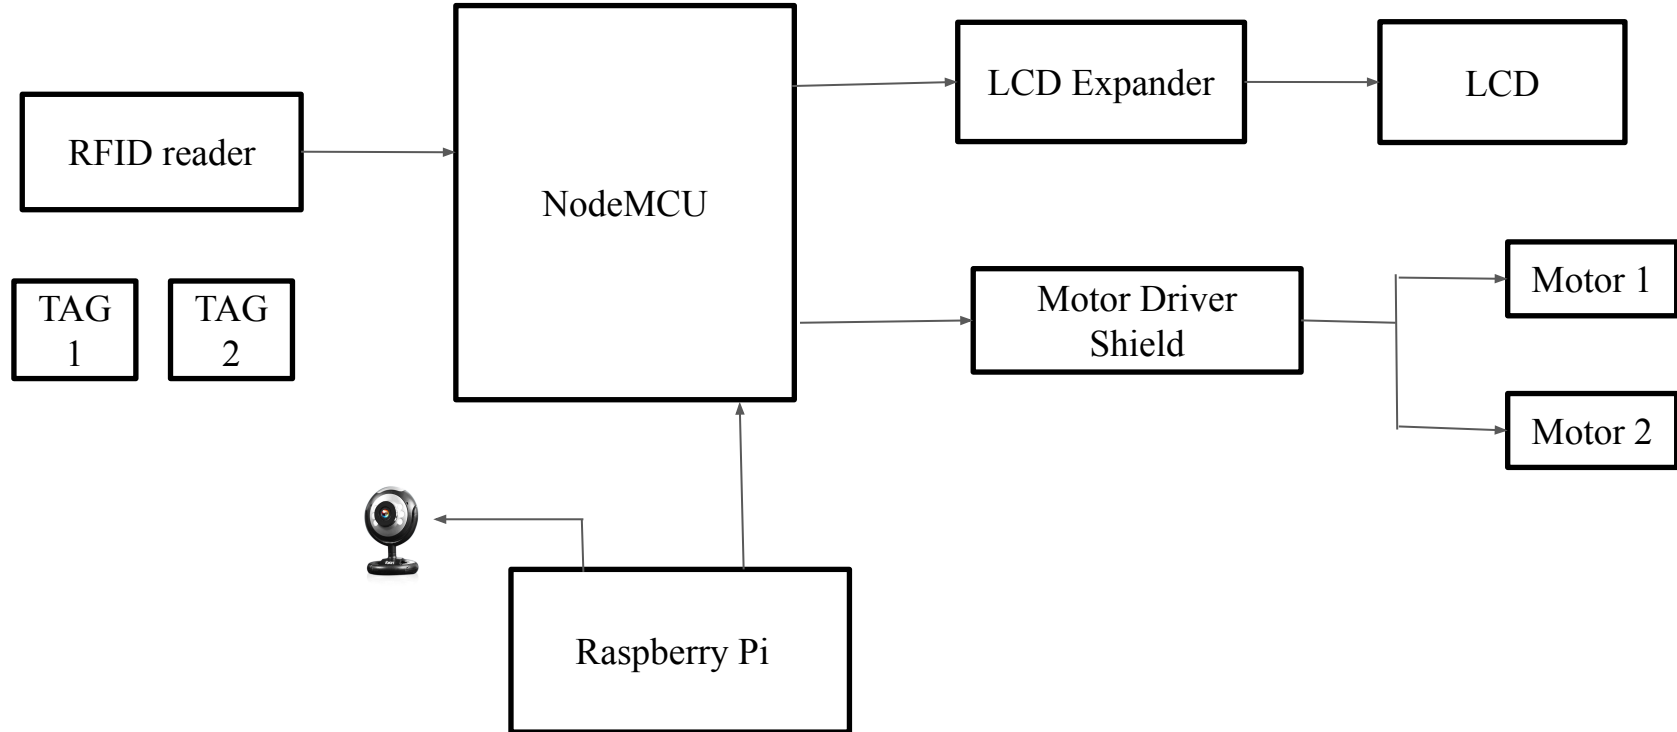 LCD Expander
LCD
RFID reader
NodeMCU
TAG
1
TAG
2
Motor Driver
Shield
Motor 1
Motor 2
Raspberry Pi